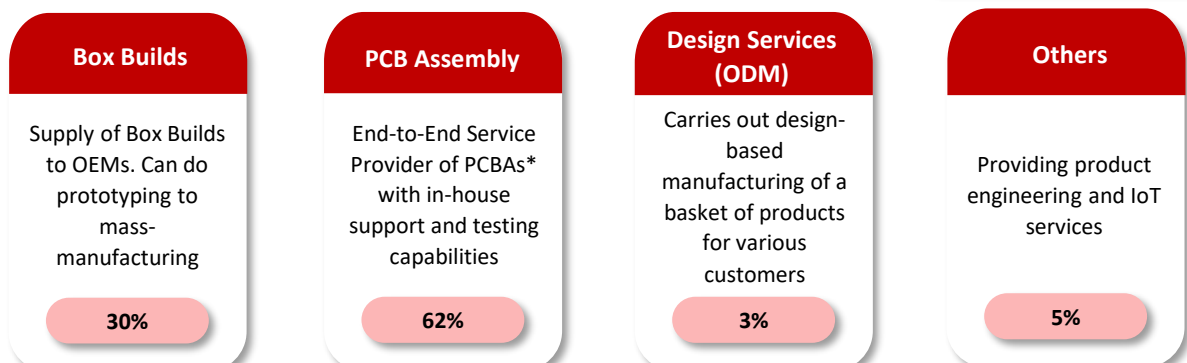 Box Builds
Supply of Box Builds
to OEMs. Can do
prototyping to
mass-
manufacturing
30%
PCB Assembly
End-to-End Service
Provider of PCBAs*
with in-house
support and testing
capabilities
62%
Design Services
(ODM)
Carries out design-
based
manufacturing of a
basket of products
for various
customers
3%
Others
Providing product
engineering and IoT
services
5%